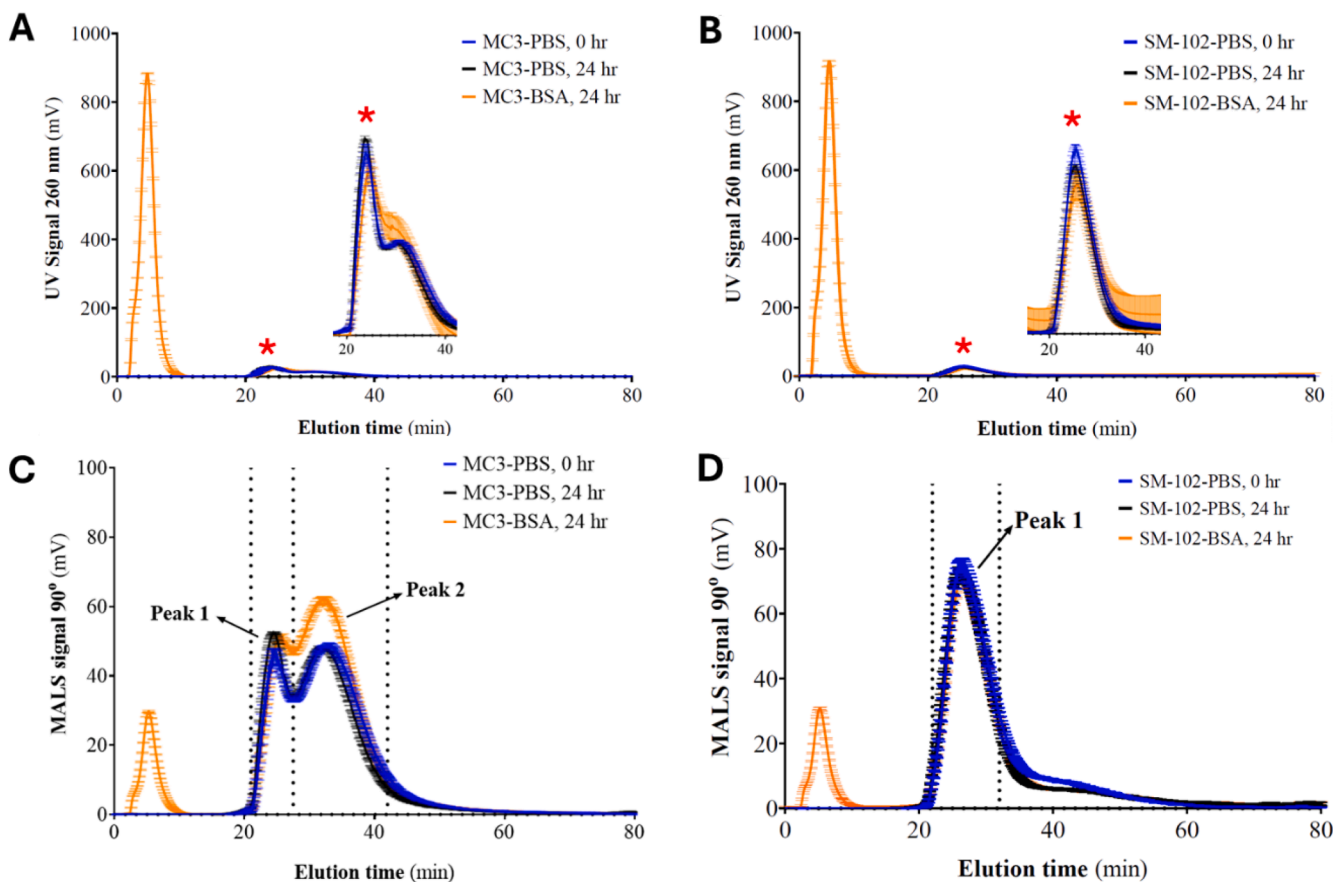 A
UV Signal 260 nm (mV)
1000
800
600
400
200
0
MC3-PBS, 0 hr
MC3-PBS, 24 hr
MC3-BSA, 24 hr
*
*
20 30 40
0 20 40 60 80
Elution time (min)
B
UV Signal 260 nm (mV)
1000
800
600
400
200
0
SM-102-PBS, 0 hr
SM-102-PBS, 24 hr
SM-102-BSA, 24 hr
*
*
20 30 40
0 20 40 60 80
Elution time (min)
C
MALS signal 90° (mV)
100
80
60
40
20
0
MC3-PBS, 0 hr
MC3-PBS, 24 hr
MC3-BSA, 24 hr
Peak 1
Peak 2
0 20 40 60 80
Elution time (min)
D
MALS signal 90° (mV)
100
80
60
40
20
0
SM-102-PBS, 0 hr
SM-102-PBS, 24 hr
SM-102-BSA, 24 hr
Peak 1
0 20 40 60 80
Elution time (min)